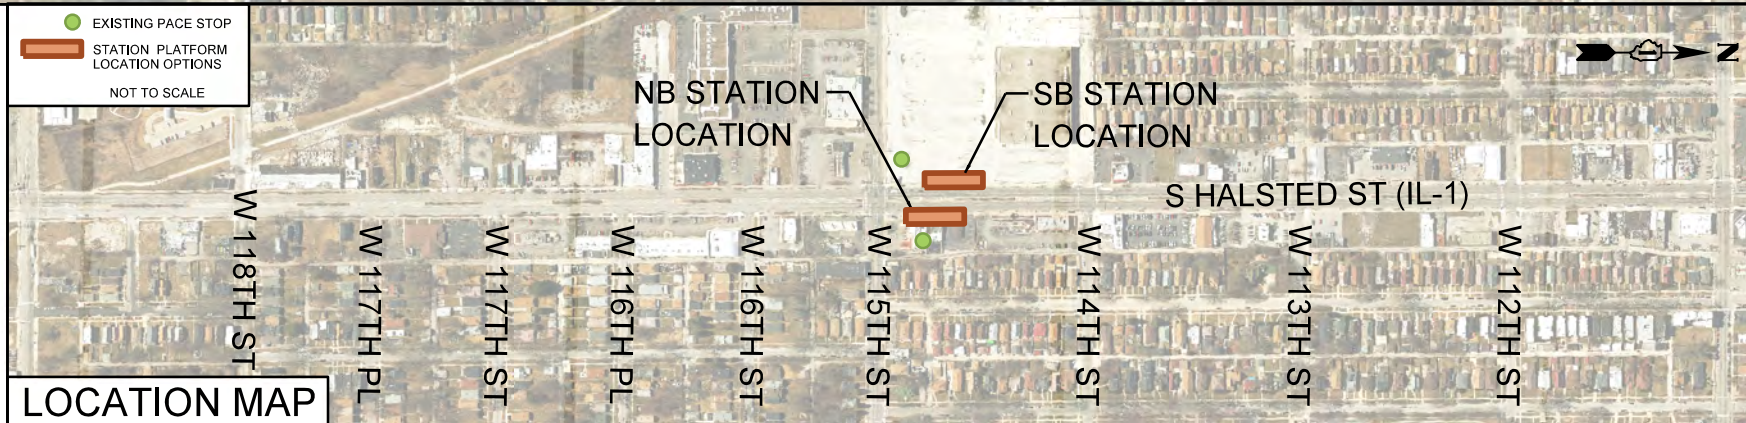 EXISTING PACE STOP
STATION PLATFORM
LOCATION OPTIONS
NOT TO SCALE
NB STATION
LOCATION
SB STATION
LOCATION
N
S HALSTED ST (IL-1)
W 118TH ST
W 117TH PL
W 117TH ST
W 116TH PL
W 116TH ST
W 115TH ST
W 114TH ST
W 113TH ST
W 112TH ST
LOCATION MAP